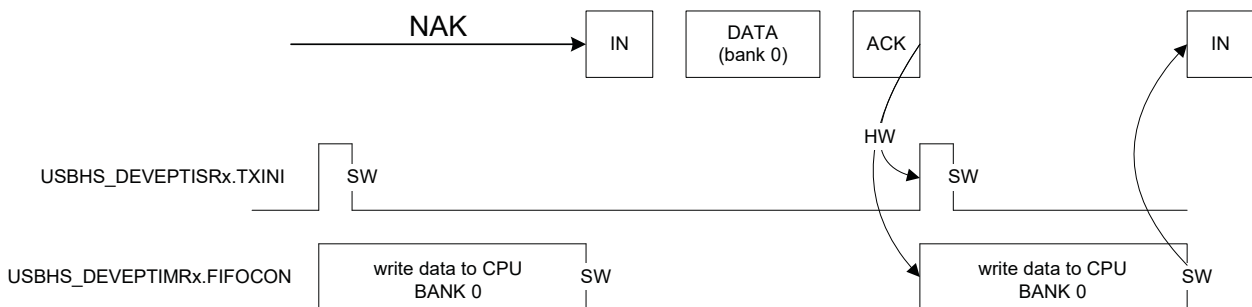 NAK
IN
DATA
(bank 0)
ACK
IN
HW
USBHS_DEVEPTISRx.TXINI
SW
SW
USBHS_DEVEPTIMRx.FIFOCON
write data to CPU
BANK 0
SW
write data to CPU
BANK 0
SW